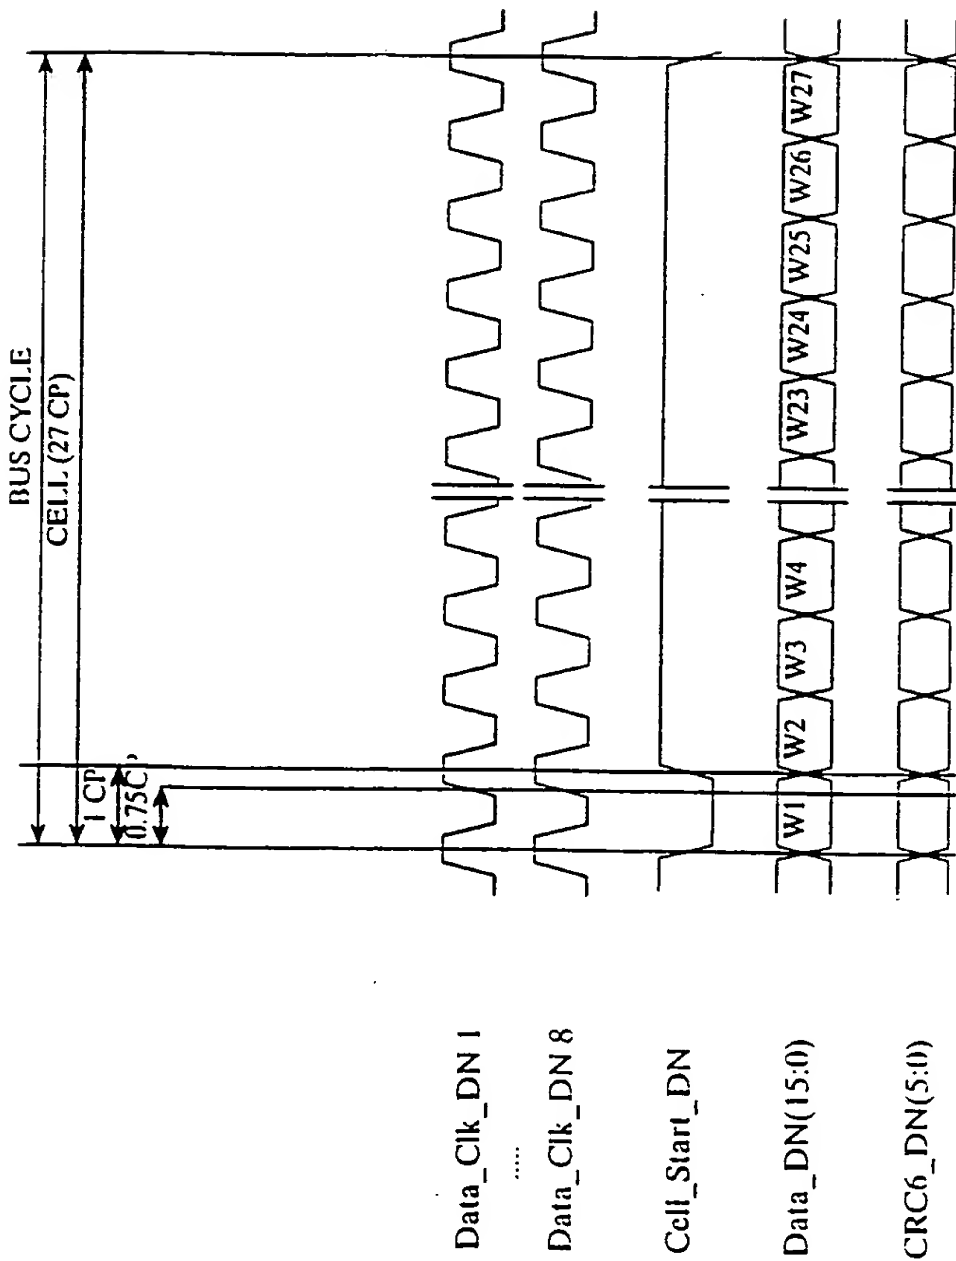 BUS CYCLE
CELL (27 CP)
1 CP
0.75CP
Data_Clk_DN 1
.....
Data_Clk_DN 8
Cell_Start_DN
Data_DN(15:0)
W1 W2 W3 W4 W23 W24 W25 W26 W27
CRC6_DN(5:0)